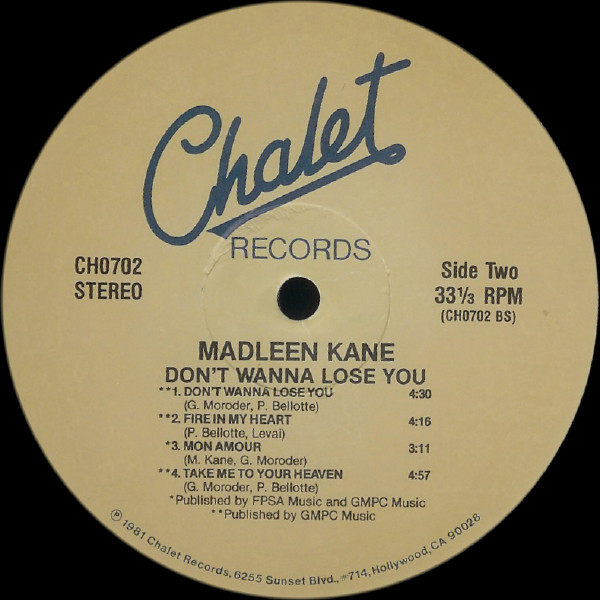 Chalet
RECORDS
CH0702
STEREO
Side Two
33⅓ RPM
(CH0702 BS)
MADLEEN KANE
DON'T WANNA LOSE YOU
**1. DON'T WANNA LOSE YOU 4:30
(G. Moroder, P. Bellotte)
**2. FIRE IN MY HEART 4:16
(P. Bellotte, Levai)
*3. MON AMOUR 3:11
(M. Kane, G. Moroder)
**4. TAKE ME TO YOUR HEAVEN 4:57
(G. Moroder, P. Bellotte)
*Published by FPSA Music and GMPC Music
**Published by GMPC Music
℗ 1981 Chalet Records, 6255 Sunset Blvd., #714, Hollywood, CA 90028